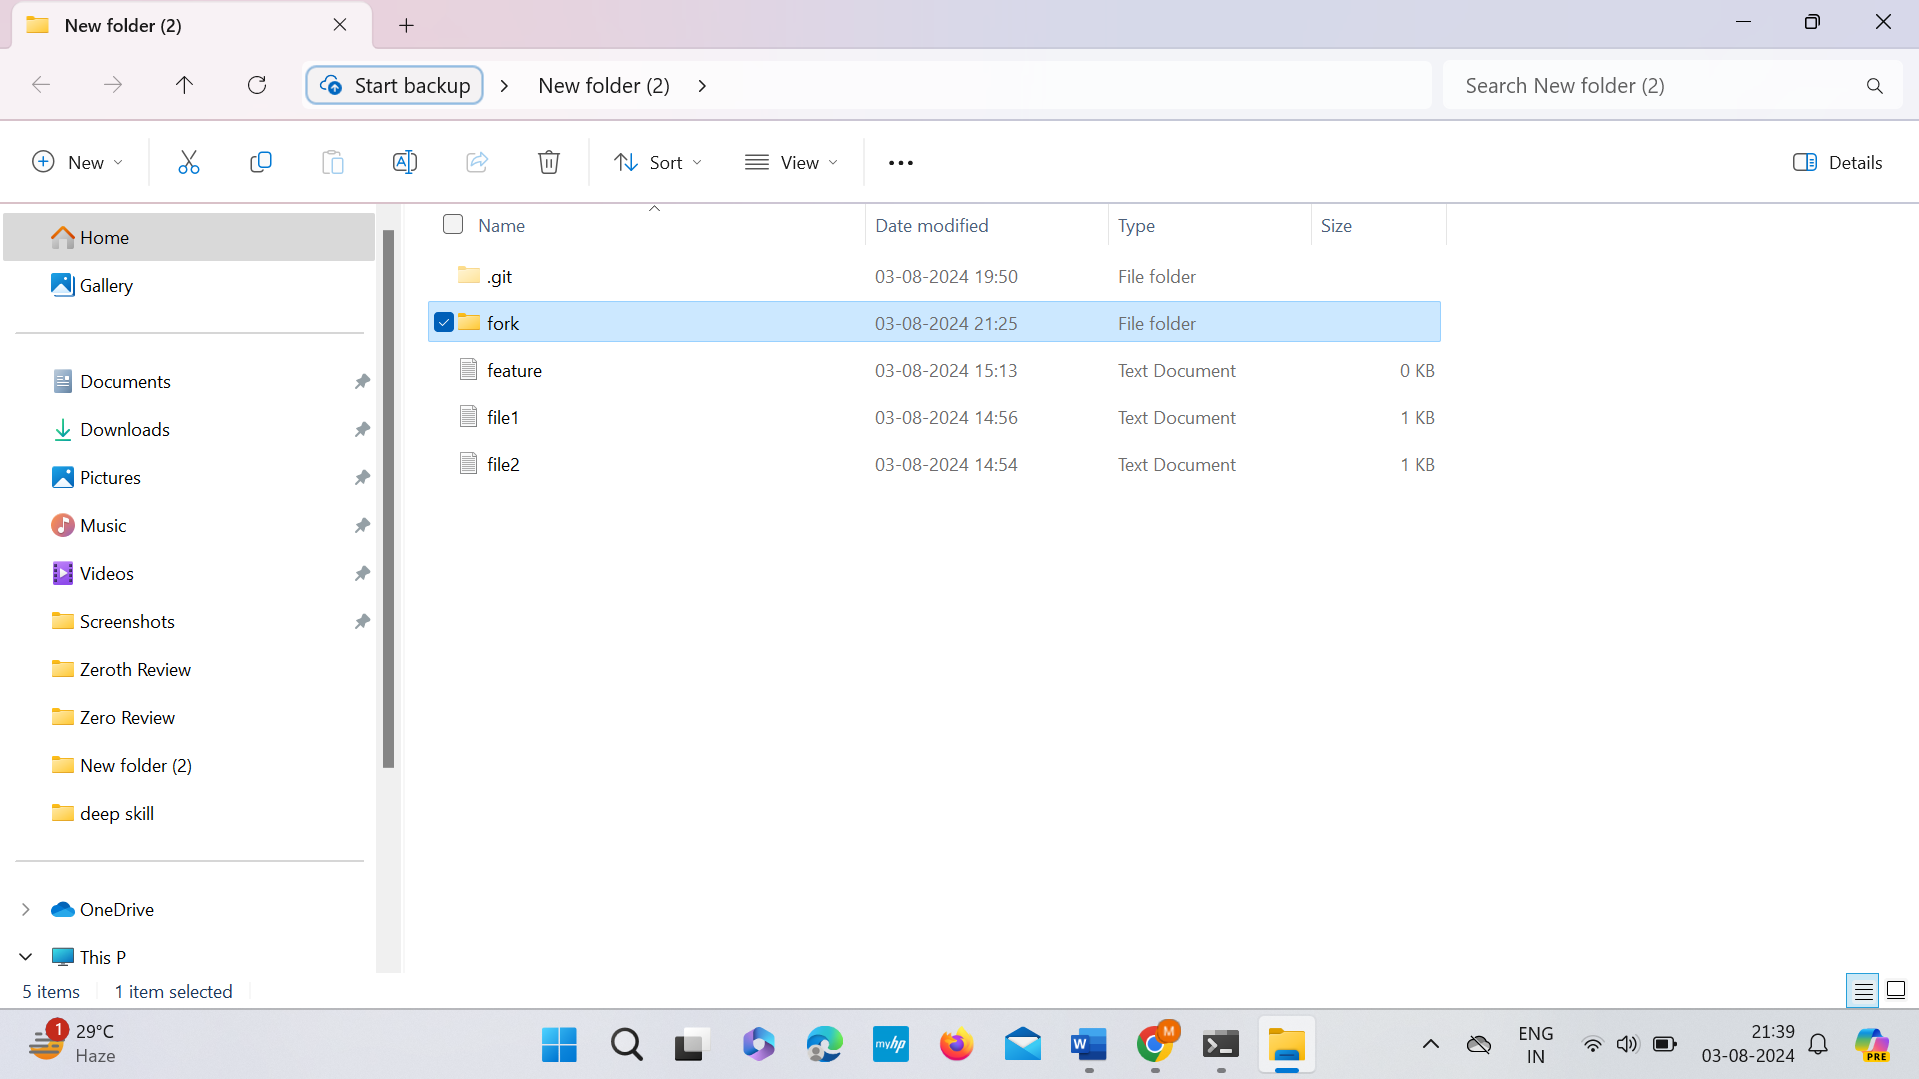 New folder (2)
Start backup
New folder (2)
Search New folder (2)
New
Sort
View
Details
Home
Gallery
Documents
Downloads
Pictures
Music
Videos
Screenshots
Zeroth Review
Zero Review
New folder (2)
deep skill
OneDrive
This P
Name Date modified Type Size
.git 03-08-2024 19:50 File folder
fork 03-08-2024 21:25 File folder
feature 03-08-2024 15:13 Text Document 0 KB
file1 03-08-2024 14:56 Text Document 1 KB
file2 03-08-2024 14:54 Text Document 1 KB
5 items 1 item selected
1
29°C
Haze
myhp
W
M
ENG
IN
21:39
03-08-2024
PRE